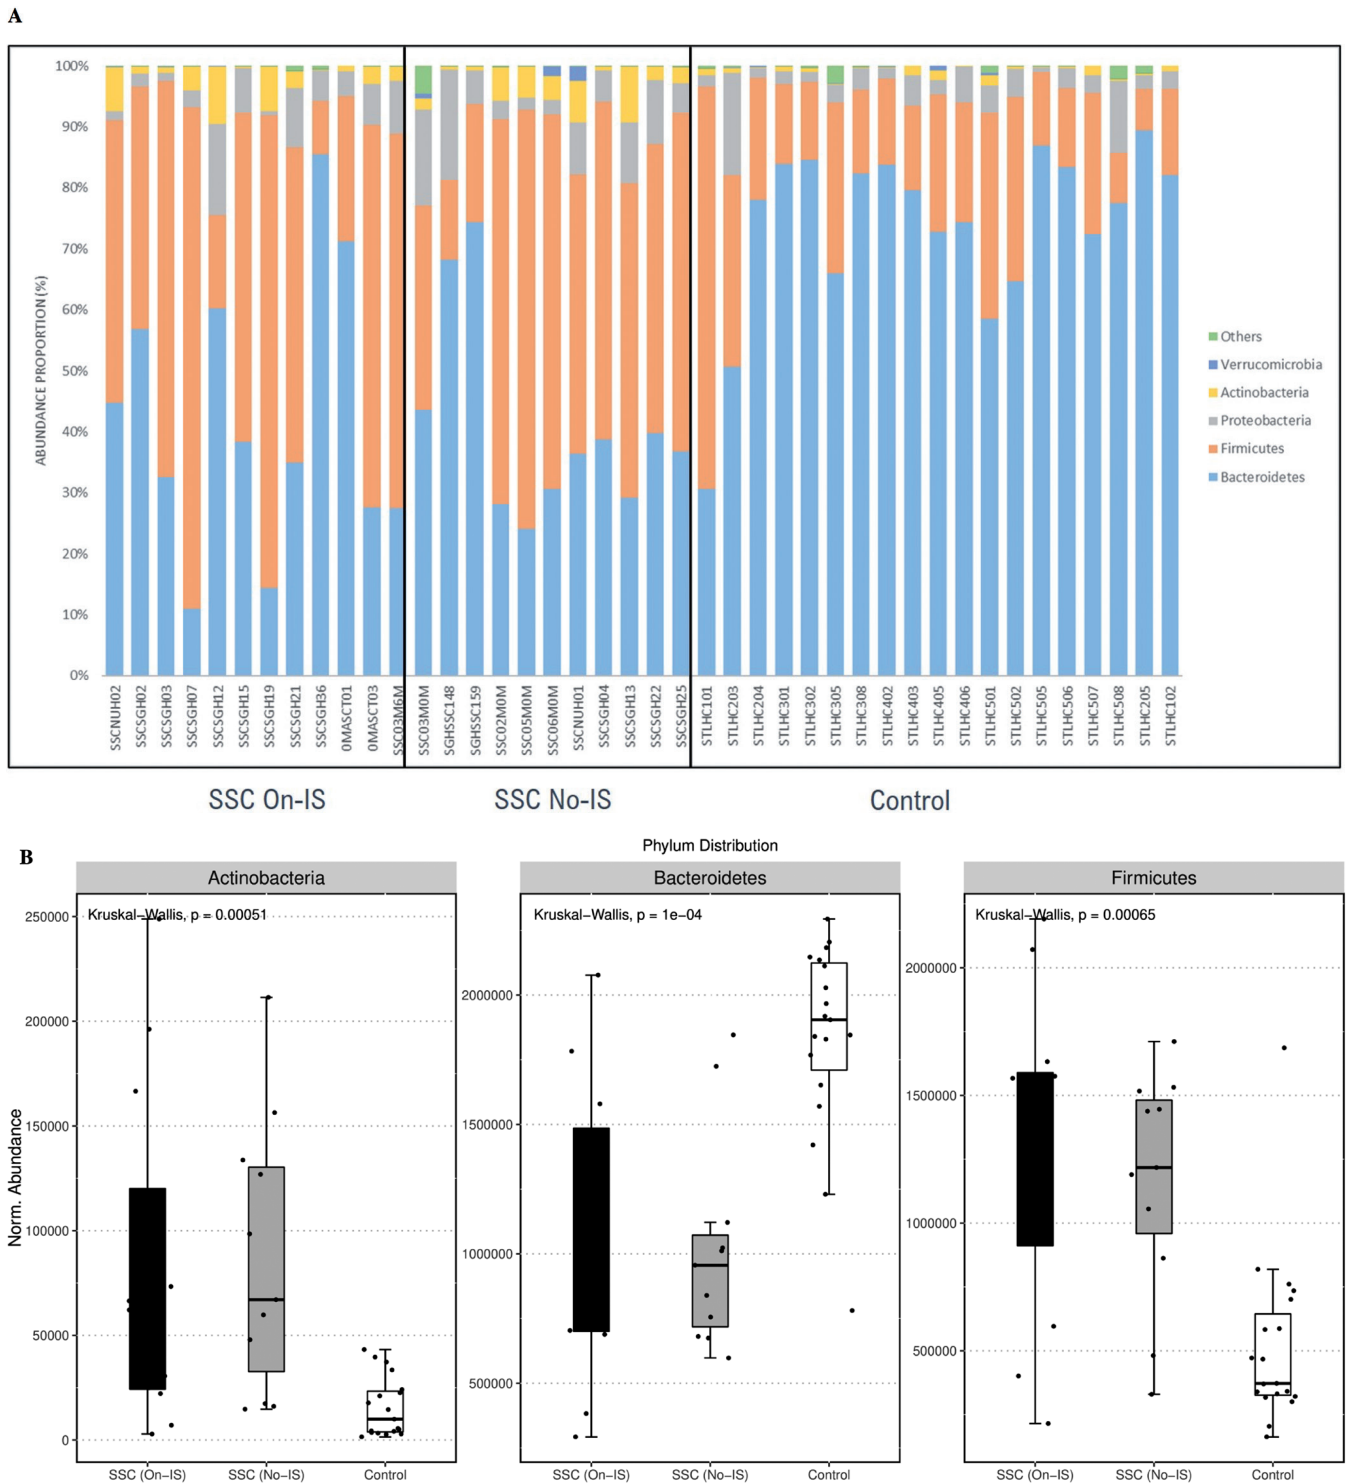 A
100%
90%
80%
70%
60%
50%
40%
30%
20%
10%
0%
ABUNDANCE PROPORTION (%)
Others
Verrucomicrobia
Actinobacteria
Proteobacteria
Firmicutes
Bacteroidetes
SSCNUH02
SSCSGH02
SSCSGH03
SSCSGH07
SSCSGH12
SSCSGH15
SSCSGH19
SSCSGH21
SSCSGH36
0MASCT01
0MASCT03
SSC03M6M
SSC03M0M
SGHSSC148
SGHSSC159
SSC02M0M
SSC05M0M
SSC06M0M
SSCNUH01
SSCSGH04
SSCSGH13
SSCSGH22
SSCSGH25
STLHC101
STLHC203
STLHC204
STLHC301
STLHC302
STLHC305
STLHC308
STLHC402
STLHC403
STLHC405
STLHC406
STLHC501
STLHC502
STLHC505
STLHC506
STLHC507
STLHC508
STLHC205
STLHC102
SSC On-IS
SSC No-IS
Control
B
Phylum Distribution
Actinobacteria
Bacteroidetes
Firmicutes
Kruskal−Wallis, p = 0.00051
Kruskal−Wallis, p = 1e−04
Kruskal−Wallis, p = 0.00065
Norm. Abundance
250000
200000
150000
100000
50000
0
2000000
1500000
1000000
500000
2000000
1500000
1000000
500000
SSC (On−IS)
SSC (No−IS)
Control
SSC (On−IS)
SSC (No−IS)
Control
SSC (On−IS)
SSC (No−IS)
Control